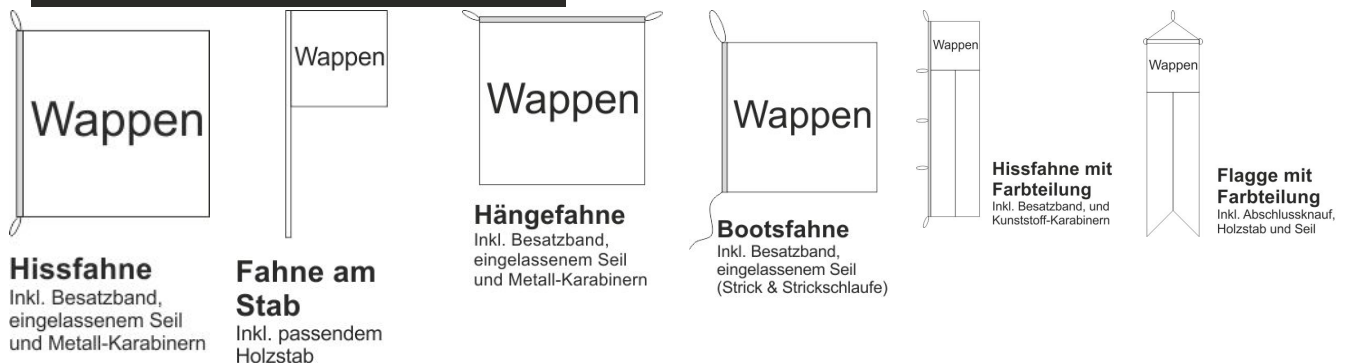 Wappen
Hissfahne
Inkl. Besatzband,
eingelassenem Seil
und Metall-Karabinern
Wappen
Fahne am
Stab
Inkl. passendem
Holzstab
Wappen
Hängefahne
Inkl. Besatzband,
eingelassenem Seil
und Metall-Karabinern
Wappen
Bootsfahne
Inkl. Besatzband,
eingelassenem Seil
(Strick & Strickschlaufe)
Wappen
Hissfahne mit
Farbteilung
Inkl. Besatzband, und
Kunststoff-Karabinern
Wappen
Flagge mit
Farbteilung
Inkl. Abschlussknauf,
Holzstab und Seil